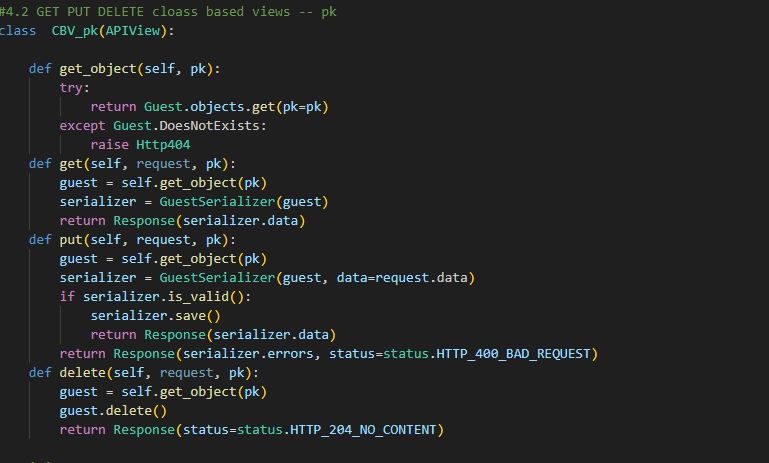 #4.2 GET PUT DELETE cloass based views -- pk
class  CBV_pk(APIView):
    def get_object(self, pk):
        try:
            return Guest.objects.get(pk=pk)
        except Guest.DoesNotExists:
            raise Http404
    def get(self, request, pk):
        guest = self.get_object(pk)
        serializer = GuestSerializer(guest)
        return Response(serializer.data)
    def put(self, request, pk):
        guest = self.get_object(pk)
        serializer = GuestSerializer(guest, data=request.data)
        if serializer.is_valid():
            serializer.save()
            return Response(serializer.data)
        return Response(serializer.errors, status=status.HTTP_400_BAD_REQUEST)
    def delete(self, request, pk):
        guest = self.get_object(pk)
        guest.delete()
        return Response(status=status.HTTP_204_NO_CONTENT)